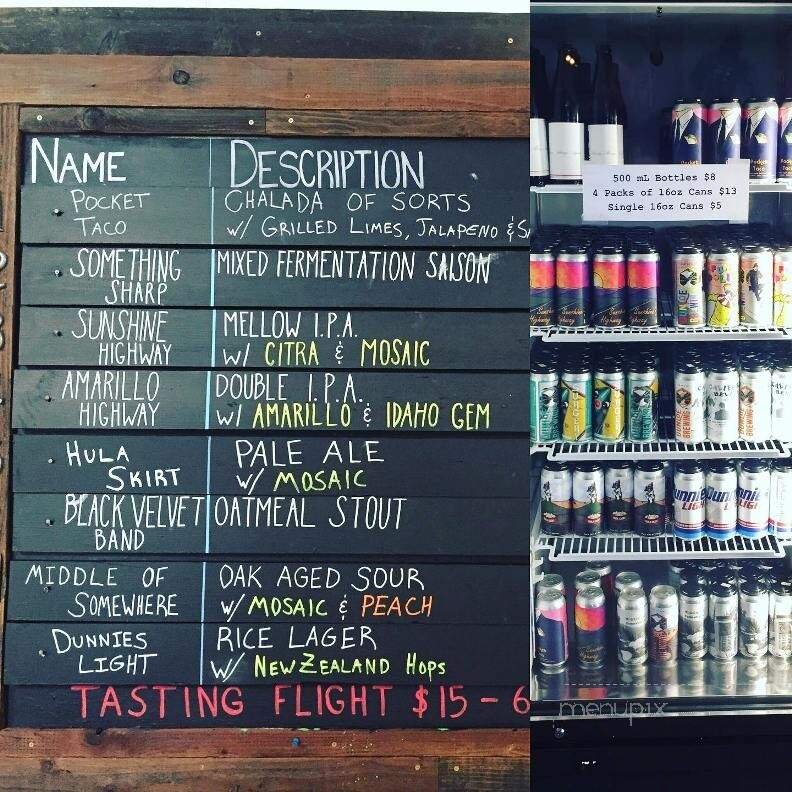 NAME DESCRIPTION
POCKET TACO CHALADA OF SORTS
w/ GRILLED LIMES, JALAPENO & SA
SOMETHING SHARP MIXED FERMENTATION SAISON
SUNSHINE HIGHWAY MELLOW I.P.A.
w/ CITRA & MOSAIC
AMARILLO HIGHWAY DOUBLE I.P.A.
w/ AMARILLO & IDAHO GEM
HULA SKIRT PALE ALE
w/ MOSAIC
BLACK VELVET BAND OATMEAL STOUT
MIDDLE OF SOMEWHERE OAK AGED SOUR
w/ MOSAIC & PEACH
DUNNIES LIGHT RICE LAGER
w/ NEW ZEALAND HOPS
TASTING FLIGHT $15 - 6
500 mL Bottles $8
4 Packs of 16oz Cans $13
Single 16oz Cans $5
menupix